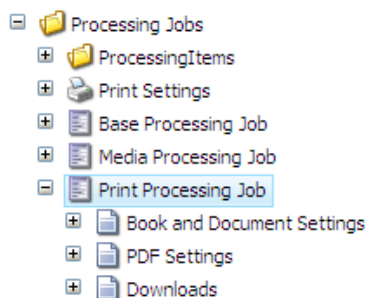 Processing Jobs
ProcessingItems
Print Settings
Base Processing Job
Media Processing Job
Print Processing Job
Book and Document Settings
PDF Settings
Downloads